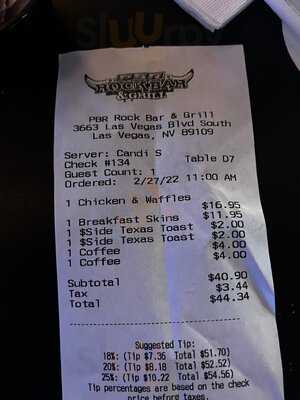 Sluurpy
PBR
ROCKBAR
& GRILL
PBR Rock Bar & Grill
3663 Las Vegas Blvd South
Las Vegas, NV 89109
Server: Candi S
Check #134 Table D7
Guest Count: 1
Ordered: 2/27/22 11:00 AM
1 Chicken & Waffles $16.95
1 Breakfast Skins $11.95
1 $Side Texas Toast $2.00
1 $Side Texas Toast $2.00
1 Coffee $4.00
1 Coffee $4.00
Subtotal $40.90
Tax $3.44
Total $44.34
Suggested Tip:
18%: (Tip $7.36 Total $51.70)
20%: (Tip $8.18 Total $52.52)
25%: (Tip $10.22 Total $54.56)
Tip percentages are based on the check
price before taxes.